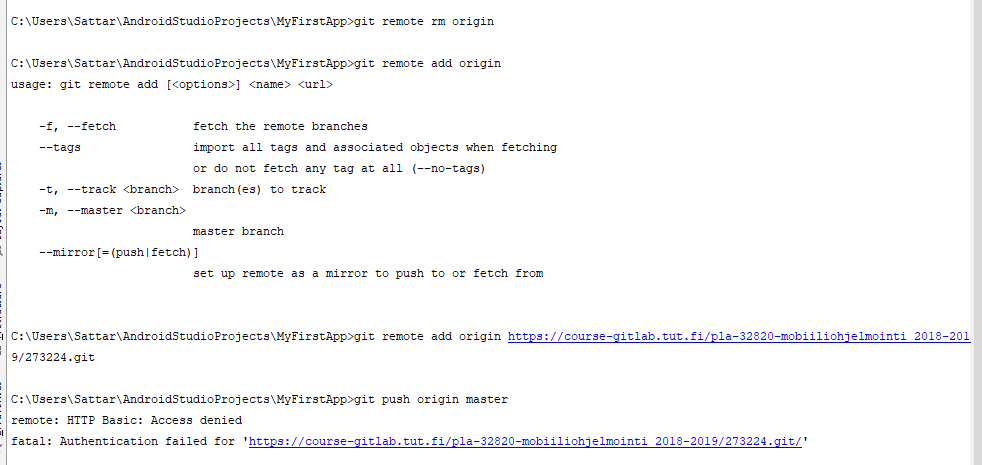 C:\Users\Sattar\AndroidStudioProjects\MyFirstApp>git remote rm origin
C:\Users\Sattar\AndroidStudioProjects\MyFirstApp>git remote add origin
usage: git remote add [<options>] <name> <url>
-f, --fetch fetch the remote branches
--tags import all tags and associated objects when fetching
or do not fetch any tag at all (--no-tags)
-t, --track <branch> branch(es) to track
-m, --master <branch>
master branch
--mirror[=(push|fetch)]
set up remote as a mirror to push to or fetch from
C:\Users\Sattar\AndroidStudioProjects\MyFirstApp>git remote add origin https://course-gitlab.tut.fi/pla-32820-mobiiliohjelmointi_2018-201
9/273224.git
C:\Users\Sattar\AndroidStudioProjects\MyFirstApp>git push origin master
remote: HTTP Basic: Access denied
fatal: Authentication failed for 'https://course-gitlab.tut.fi/pla-32820-mobiiliohjelmointi_2018-2019/273224.git/'